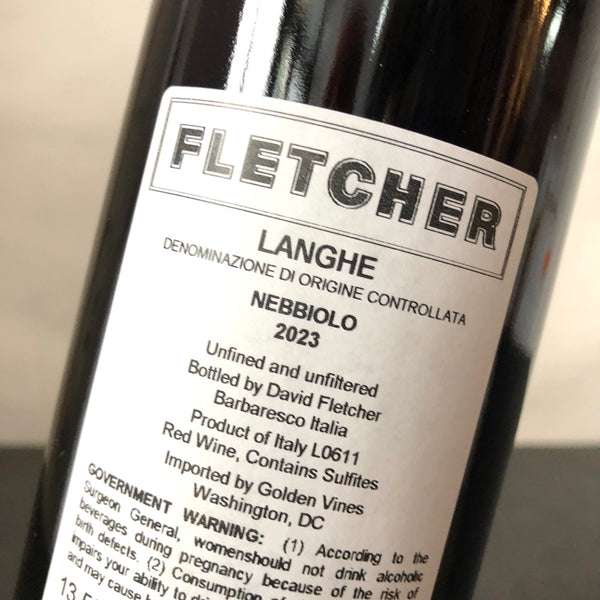 FLETCHER
LANGHE
DENOMINAZIONE DI ORIGINE CONTROLLATA
NEBBIOLO
2023
Unfined and unfiltered
Bottled by David Fletcher
Barbaresco Italia
Product of Italy L0611
Red Wine, Contains Sulfites
Imported by Golden Vines
Washington, DC
GOVERNMENT WARNING: (1) According to the
Surgeon General, womenshould not drink alcoholic
beverages during pregnancy because of the risk of
birth defects. (2) Consumption
impairs your ability to
and may cause